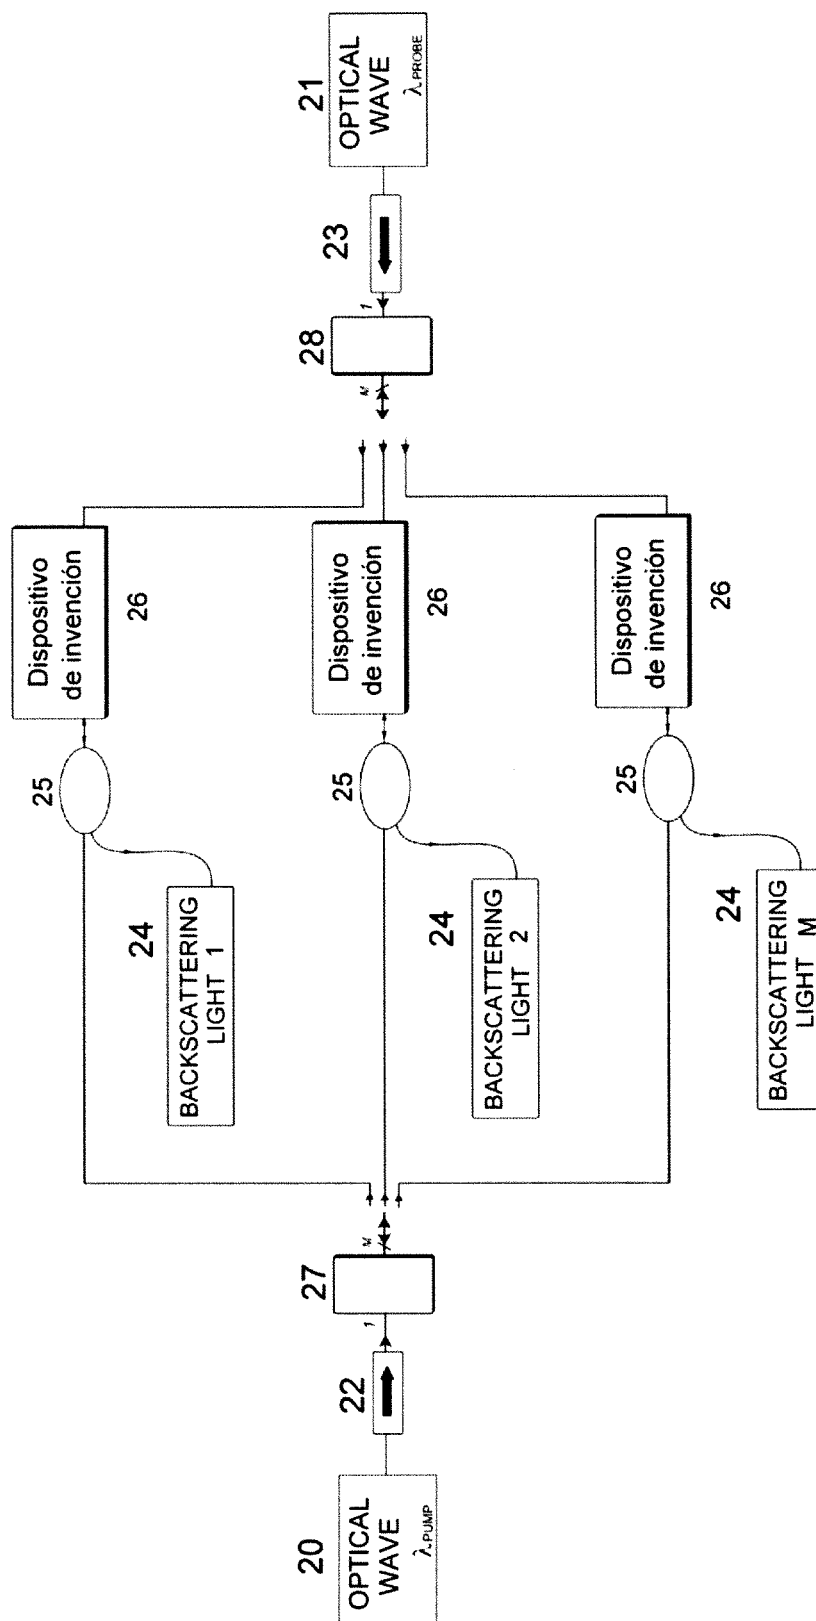 20
OPTICAL
WAVE
λ PUMP
22
1
27
M
24
BACKSCATTERING
LIGHT 1
25
Dispositivo
de invención
26
24
BACKSCATTERING
LIGHT 2
25
Dispositivo
de invención
26
24
BACKSCATTERING
LIGHT M
25
Dispositivo
de invención
26
M
28
1
23
21
OPTICAL
WAVE
λ PROBE